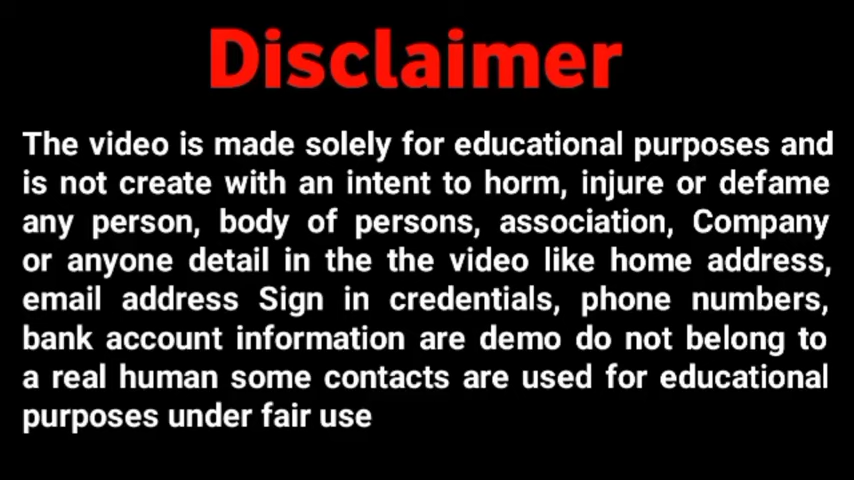 Disclaimer
The video is made solely for educational purposes and
is not create with an intent to horm, injure or defame
any person, body of persons, association, Company
or anyone detail in the the video like home address,
email address Sign in credentials, phone numbers,
bank account information are demo do not belong to
a real human some contacts are used for educational
purposes under fair use